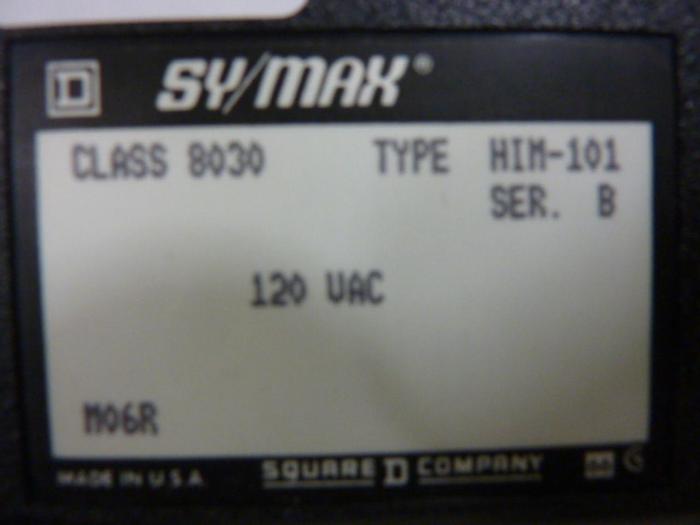 D SY/MAX®
CLASS 8030 TYPE HIM-101
SER. B
120 VAC
M06R
MADE IN U.S.A. SQUARE D COMPANY